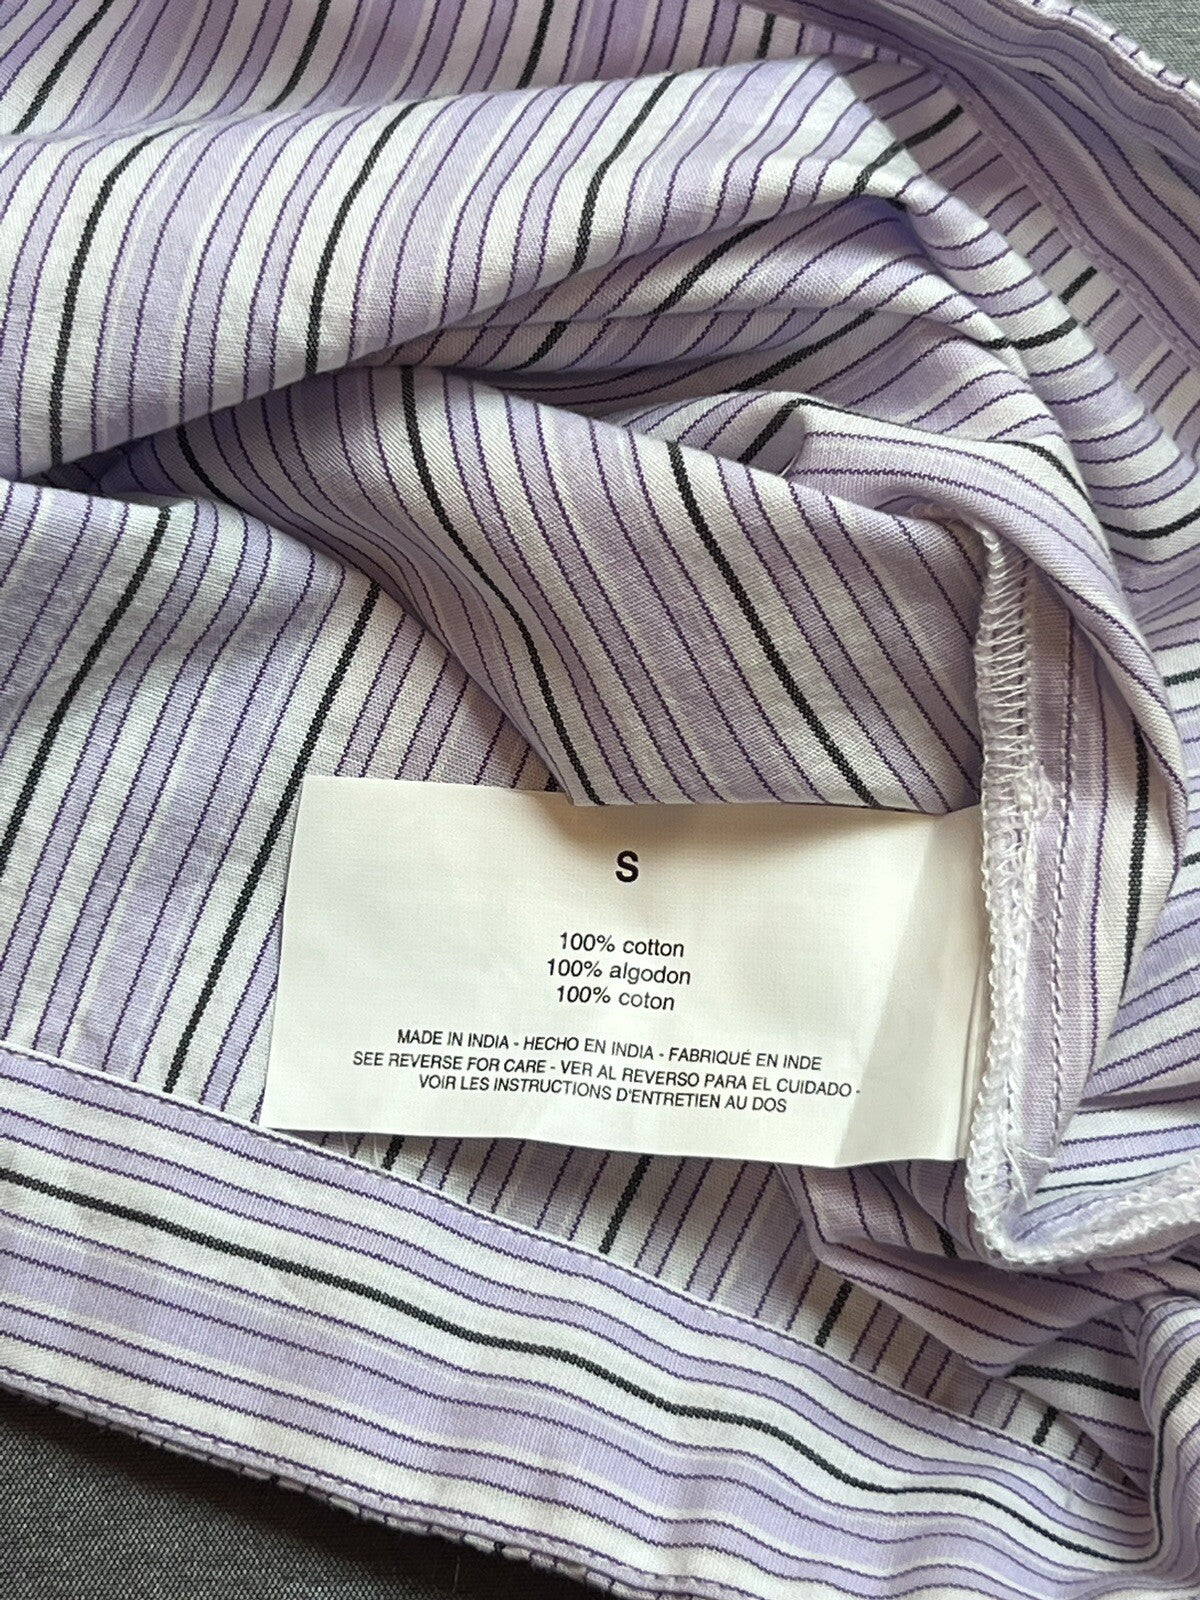 S
100% cotton
100% algodon
100% coton
MADE IN INDIA - HECHO EN INDIA - FABRIQUÉ EN INDE
SEE REVERSE FOR CARE - VER AL REVERSO PARA EL CUIDADO -
VOIR LES INSTRUCTIONS D'ENTRETIEN AU DOS